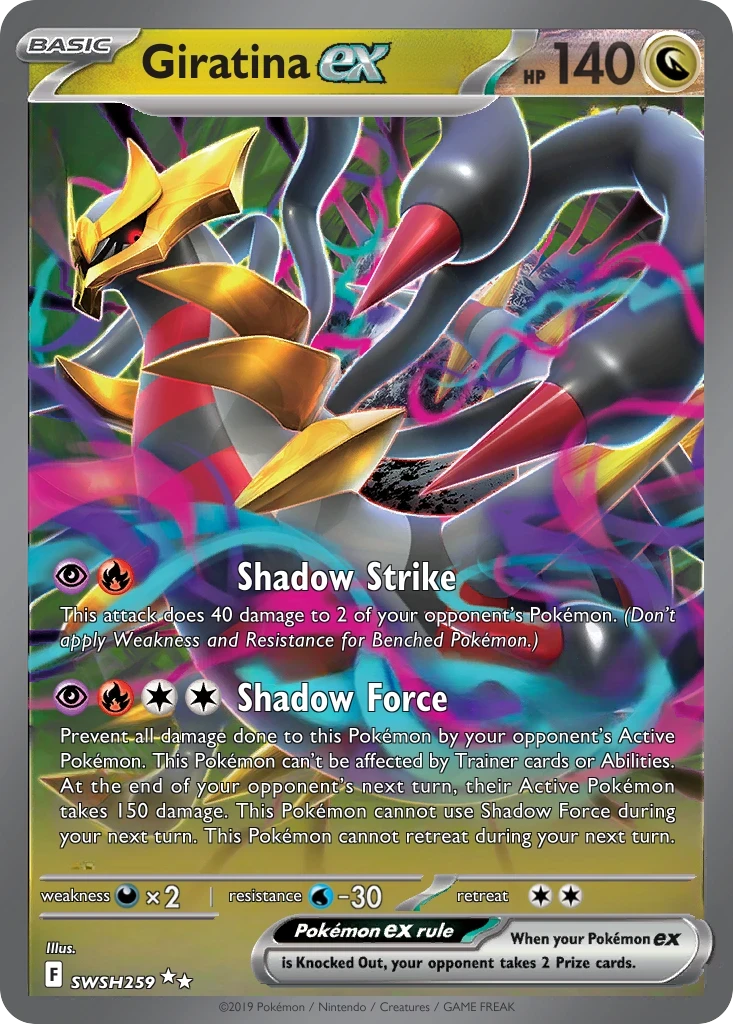 BASIC Giratina ex HP 140
Shadow Strike
This attack does 40 damage to 2 of your opponent's Pokémon. (Don't
apply Weakness and Resistance for Benched Pokémon.)
Shadow Force
Prevent all damage done to this Pokémon by your opponent's Active
Pokémon. This Pokémon can't be affected by Trainer cards or Abilities.
At the end of your opponent's next turn, their Active Pokémon
takes 150 damage. This Pokémon cannot use Shadow Force during
your next turn. This Pokémon cannot retreat during your next turn.
weakness ×2 resistance -30 retreat
Illus.
Pokémon ex rule When your Pokémon ex
is Knocked Out, your opponent takes 2 Prize cards.
F SWSH259
©2019 Pokémon / Nintendo / Creatures / GAME FREAK